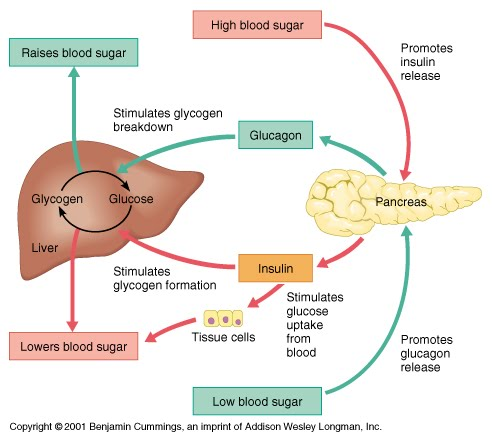 High blood sugar
Raises blood sugar
Promotes
insulin
release
Stimulates glycogen
breakdown
Glucagon
Glycogen
Glucose
Pancreas
Liver
Stimulates
glycogen formation
Insulin
Stimulates
glucose
uptake
from
blood
Tissue cells
Lowers blood sugar
Promotes
glucagon
release
Low blood sugar
Copyright © 2001 Benjamin Cummings, an imprint of Addison Wesley Longman, Inc.